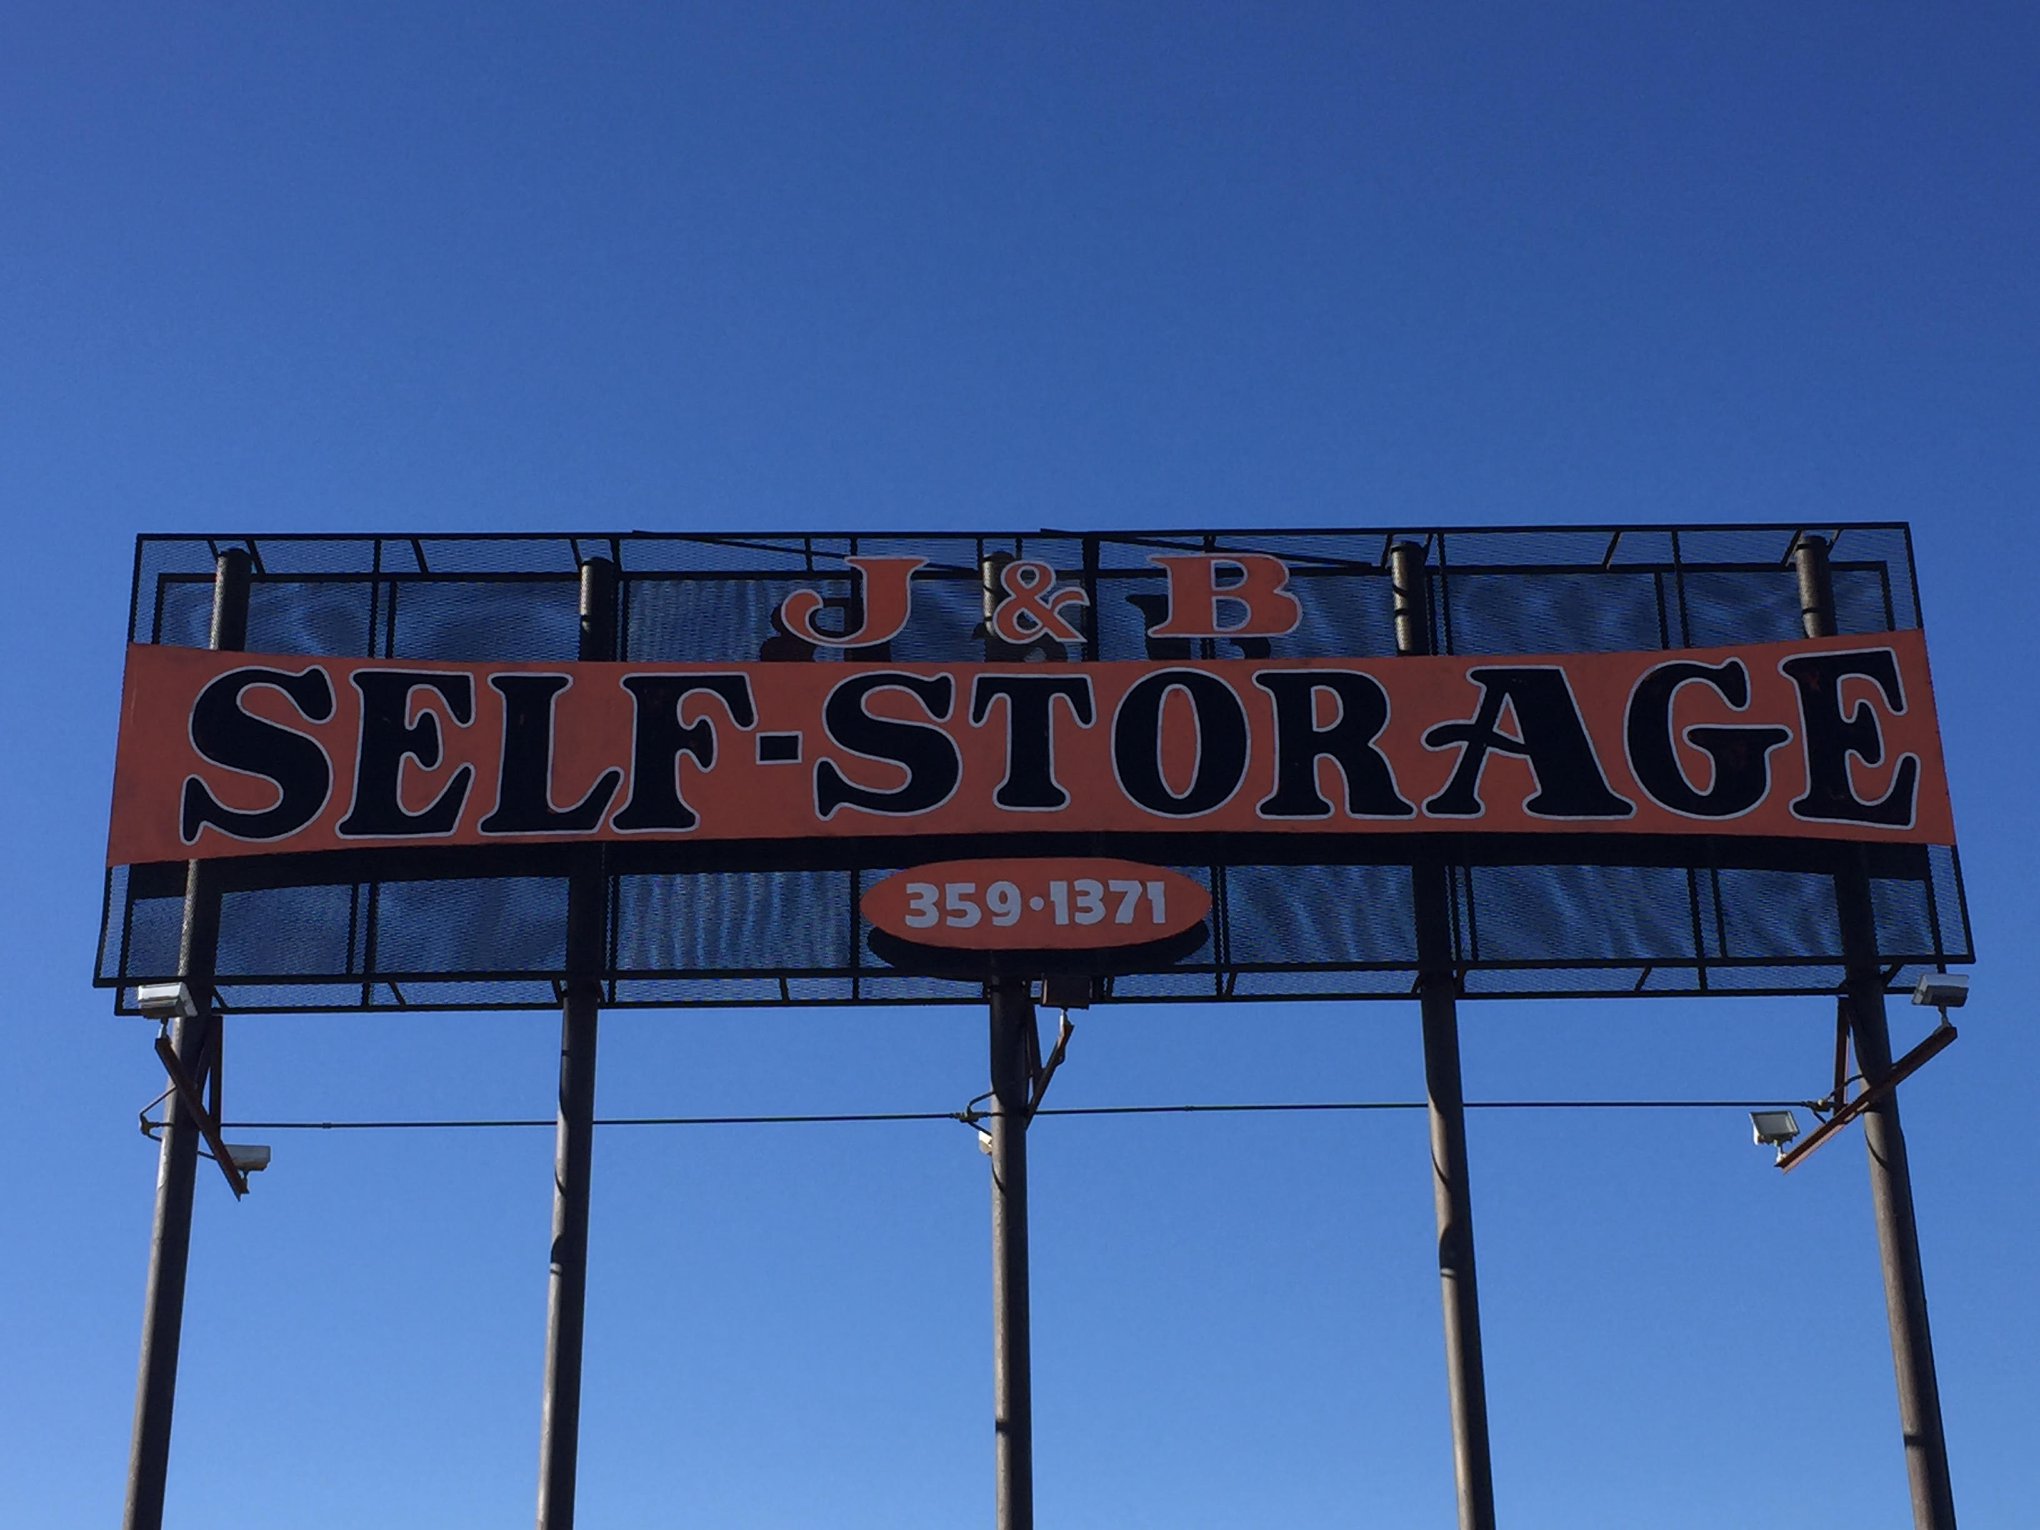 J & B
SELF-STORAGE
359·1371